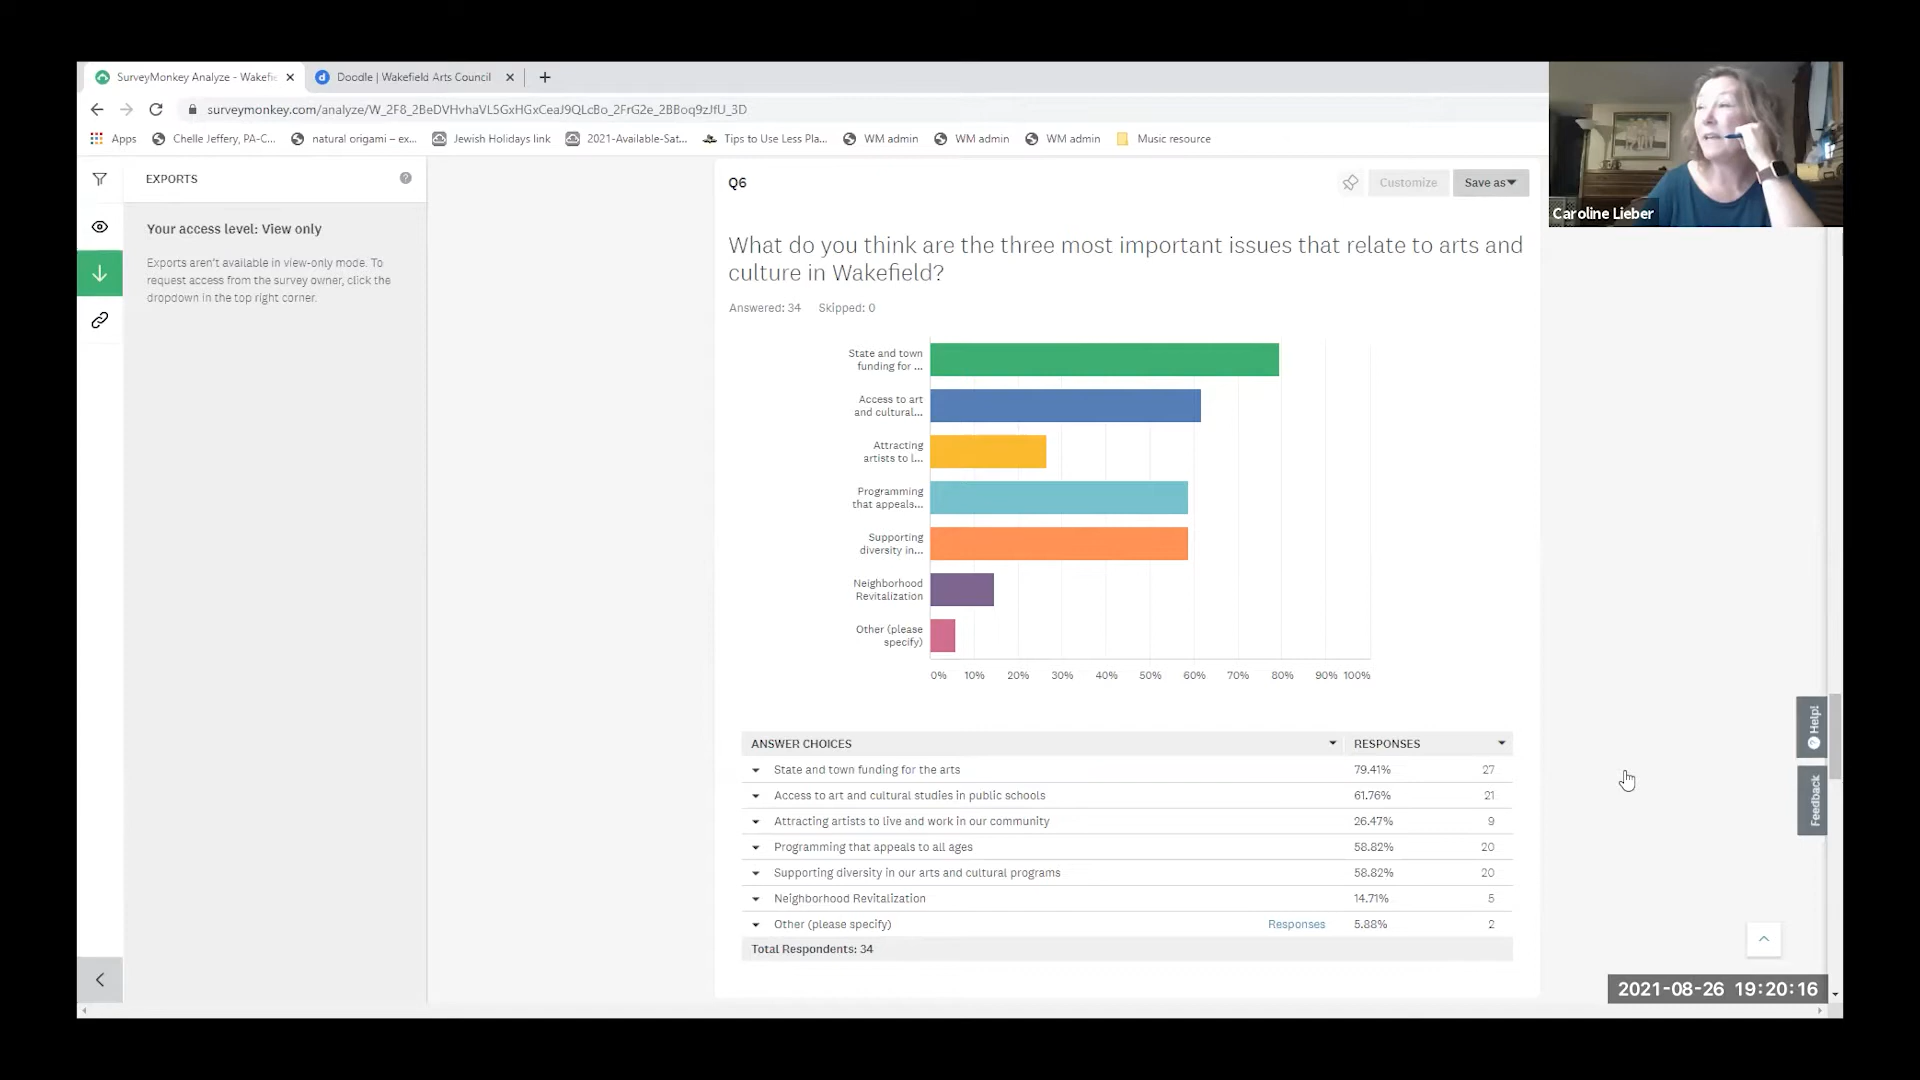 SurveyMonkey Analyze - Wakefie
Doodle | Wakefield Arts Council
surveymonkey.com/analyze/W_2F8_2BeDVHvhaVL5GxHGxCeaJ9QLcBo_2FrG2e_2BBoq9zJfU_3D
Apps Chelle Jeffery, PA-C... natural origami – ex... Jewish Holidays link 2021-Available-Sat... Tips to Use Less Pla... WM admin WM admin WM admin Music resource
Caroline Lieber
EXPORTS
Your access level: View only
Exports aren't available in view-only mode. To
request access from the survey owner, click the
dropdown in the top right corner.
Q6
Customize
Save as
What do you think are the three most important issues that relate to arts and
culture in Wakefield?
Answered: 34 Skipped: 0
State and town
funding for ...
Access to art
and cultural...
Attracting
artists to l...
Programming
that appeals...
Supporting
diversity in...
Neighborhood
Revitalization
Other (please
specify)
0% 10% 20% 30% 40% 50% 60% 70% 80% 90% 100%
ANSWER CHOICES RESPONSES
State and town funding for the arts 79.41% 27
Access to art and cultural studies in public schools 61.76% 21
Attracting artists to live and work in our community 26.47% 9
Programming that appeals to all ages 58.82% 20
Supporting diversity in our arts and cultural programs 58.82% 20
Neighborhood Revitalization 14.71% 5
Other (please specify) Responses 5.88% 2
Total Respondents: 34
Help!
Feedback
2021-08-26 19:20:16